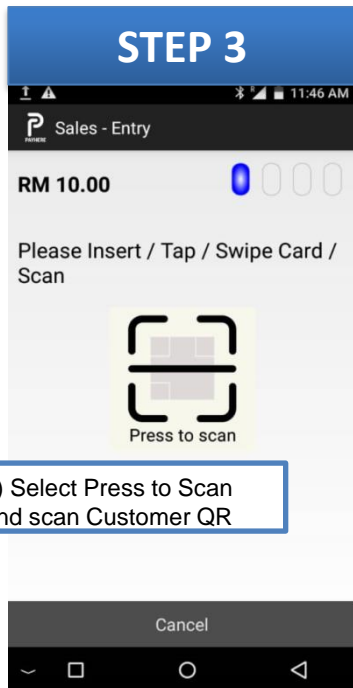 STEP 3
11:46 AM
Sales - Entry
RM 10.00
Please Insert / Tap / Swipe Card /
Scan
Press to scan
) Select Press to Scan
nd scan Customer QR
Cancel